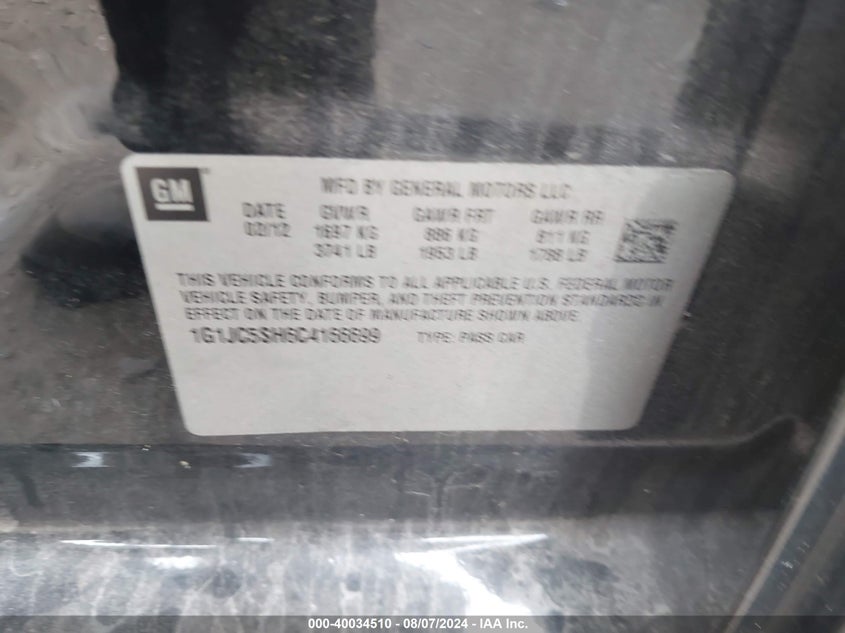 GM
MFD BY GENERAL MOTORS LLC
DATE GVWR GAWR FRT GAWR RR
02/12 1697 KG 886 KG 811 KG
3741 LB 1953 LB 1788 LB
THIS VEHICLE CONFORMS TO ALL APPLICABLE U.S. FEDERAL MOTOR
VEHICLE SAFETY, BUMPER, AND THEFT PREVENTION STANDARDS IN
EFFECT ON THE DATE OF MANUFACTURE SHOWN ABOVE.
1G1JC5SH6C4166699 TYPE: PASS CAR
000-40034510 - 08/07/2024 - IAA Inc.